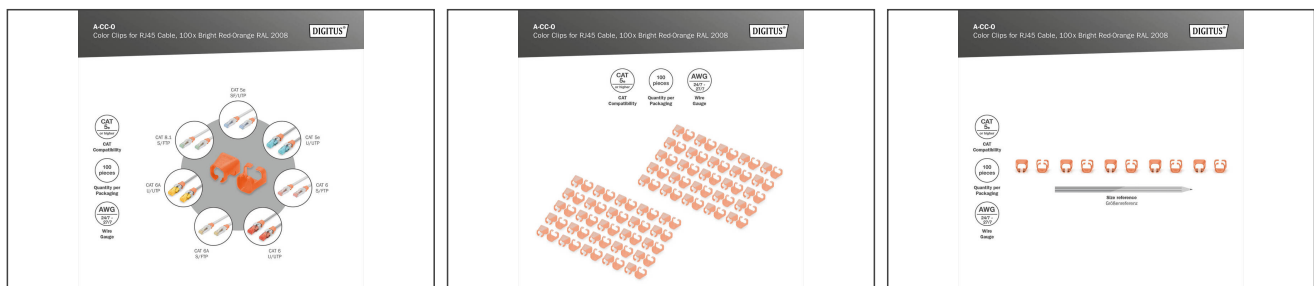 A-CC-O
Color Clips for RJ45 Cable, 100x Bright Red-Orange RAL 2008
DIGITUS®
CAT 5e
SF/UTP
CAT 6.1
S/FTP
CAT 5e
U/UTP
CAT
5e
or higher
CAT
Compatibility
100
pieces
Quantity per
Packaging
CAT 6A
U/UTP
CAT 6
S/FTP
AWG
24/7 -
27/7
Wire
Gauge
CAT 6A
S/FTP
CAT 6
U/UTP
A-CC-O
Color Clips for RJ45 Cable, 100x Bright Red-Orange RAL 2008
DIGITUS®
CAT
5e
or higher
CAT
Compatibility
100
pieces
Quantity per
Packaging
AWG
24/7 -
27/7
Wire
Gauge
A-CC-O
Color Clips for RJ45 Cable, 100x Bright Red-Orange RAL 2008
DIGITUS®
CAT
5e
or higher
CAT
Compatibility
100
pieces
Quantity per
Packaging
AWG
24/7 -
27/7
Wire
Gauge
Size reference
Größenreferenz